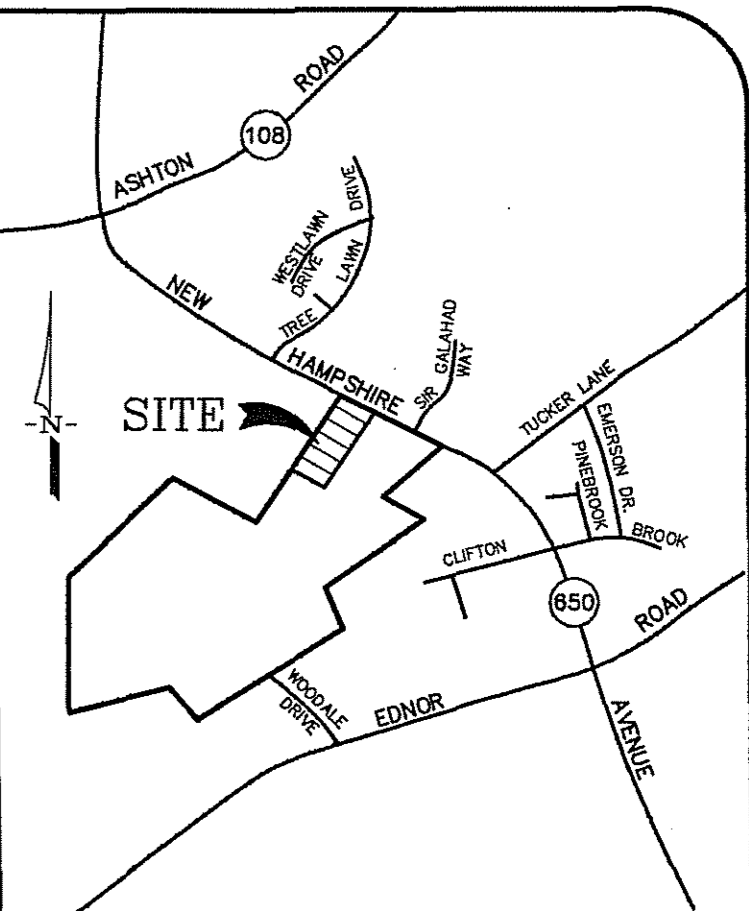 ROAD
108
ASHTON
DRIVE
WESTLAWN
DRIVE
LAWN
TREE
NEW
HAMPSHIRE
SIR GALAHAD
WAY
-N-
SITE
TUCKER LANE
EMERSON DR.
PINEBROOK
CLIFTON
BROOK
650
ROAD
WOODALE
DRIVE
EDNOR
AVENUE